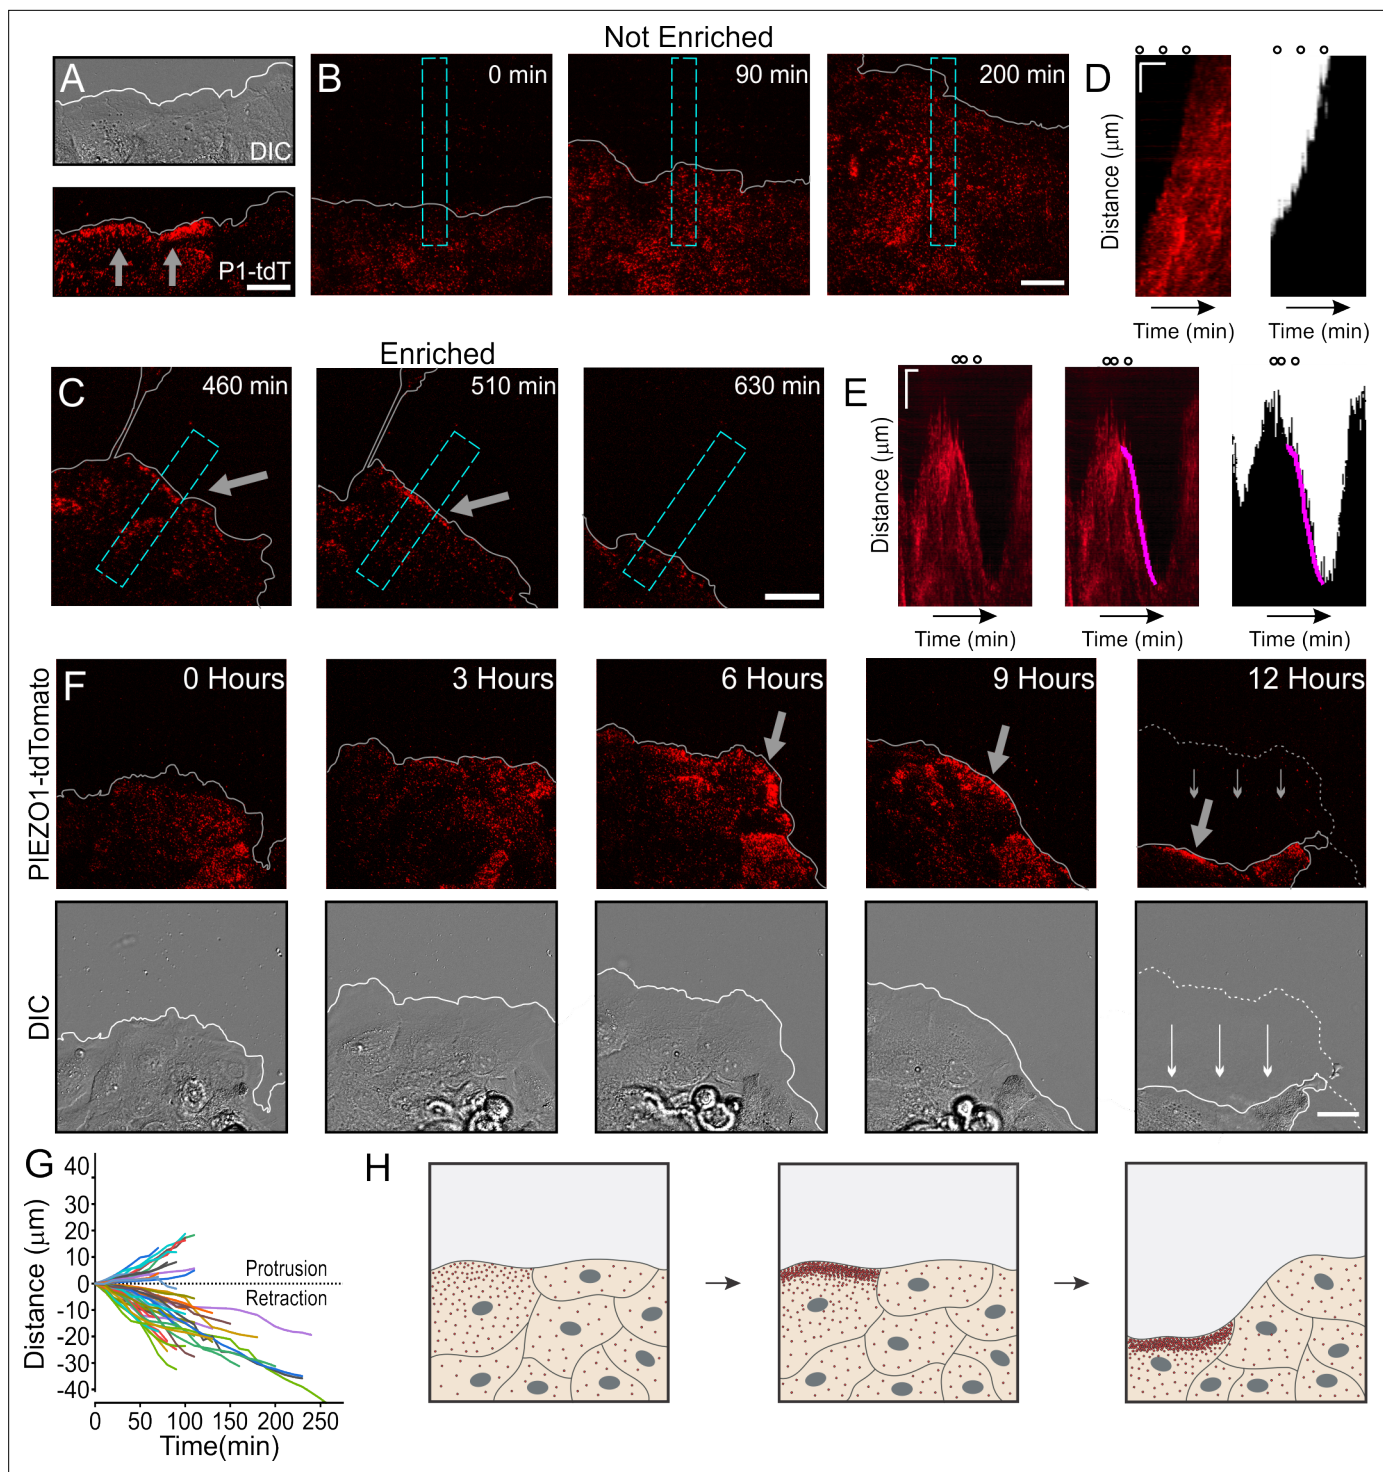 Not Enriched
A
DIC
P1-tdT
B
0 min
90 min
200 min
D
Distance (μm)
Time (min)
Time (min)
Enriched
C
460 min
510 min
630 min
E
Distance (μm)
Time (min)
Time (min)
Time (min)
PIEZO1-tdTomato
F
0 Hours
3 Hours
6 Hours
9 Hours
12 Hours
DIC
G
Distance (μm)
40
30
20
10
0
-10
-20
-30
-40
Protrusion
Retraction
0 50 100 150 200 250
Time(min)
H